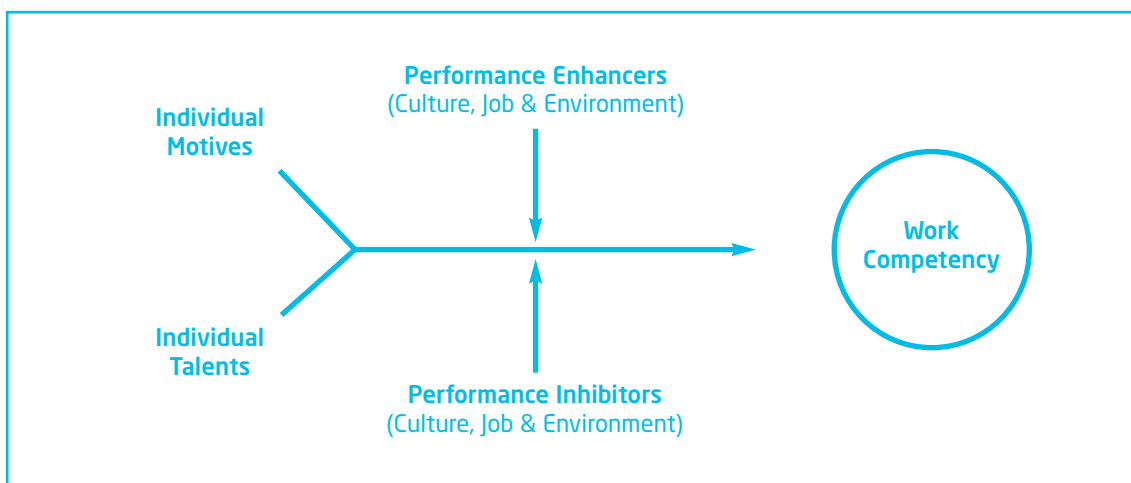 Performance Enhancers
(Culture, Job & Environment)
Individual
Motives
Work
Competency
Individual
Talents
Performance Inhibitors
(Culture, Job & Environment)